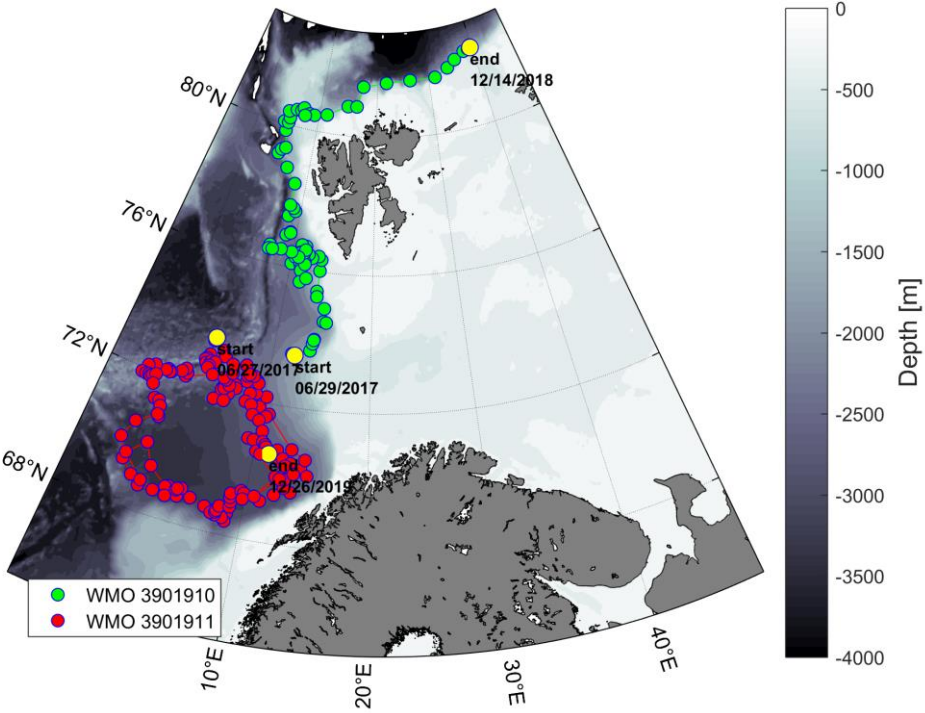 end
12/14/2018
80°N
76°N
72°N
68°N
start
06/27/2017
start
06/29/2017
end
12/26/2019
WMO 3901910
WMO 3901911
10°E
20°E
30°E
40°E
0
-500
-1000
-1500
-2000
-2500
-3000
-3500
-4000
Depth [m]